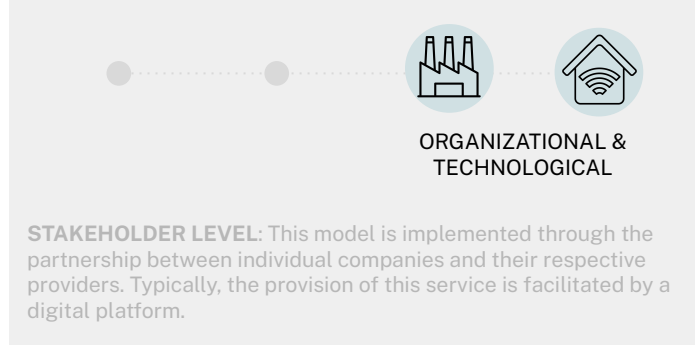 ORGANIZATIONAL &
TECHNOLOGICAL
STAKEHOLDER LEVEL: This model is implemented through the
partnership between individual companies and their respective
providers. Typically, the provision of this service is facilitated by a
digital platform.